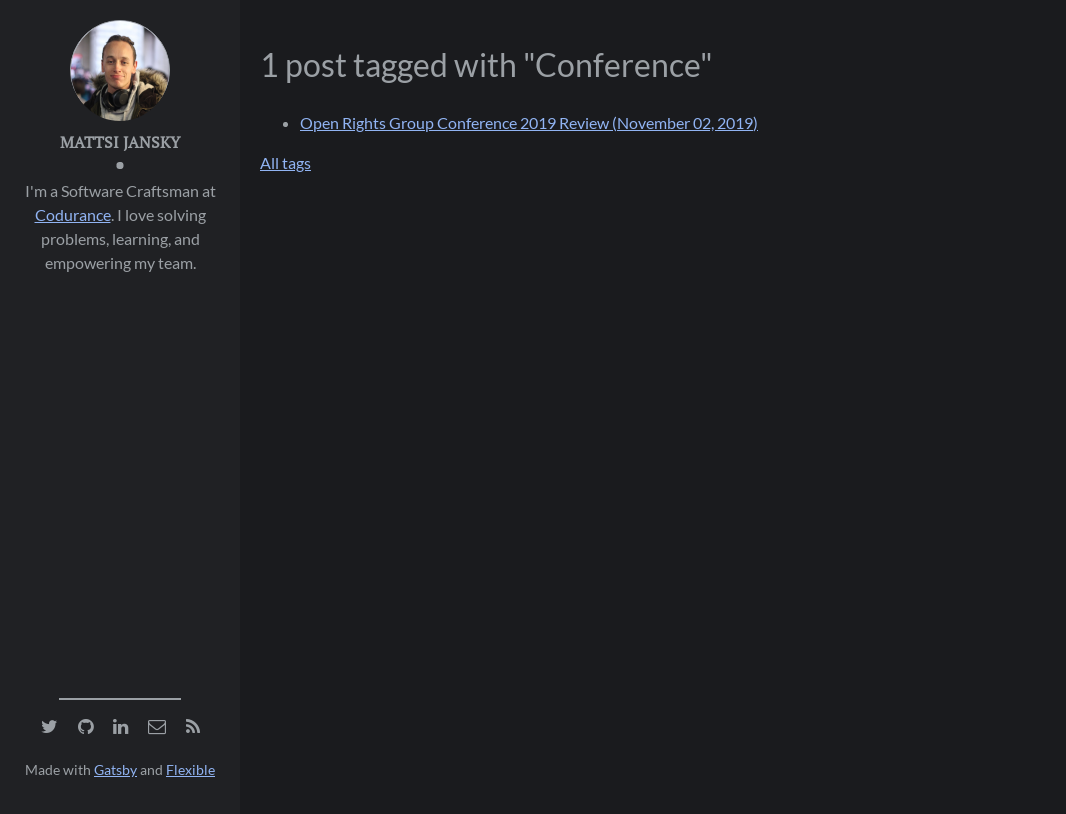 MATTSI JANSKY
I'm a Software Craftsman at
Codurance. I love solving
problems, learning, and
empowering my team.
Made with Gatsby and Flexible
1 post tagged with "Conference"
Open Rights Group Conference 2019 Review (November 02, 2019)
All tags